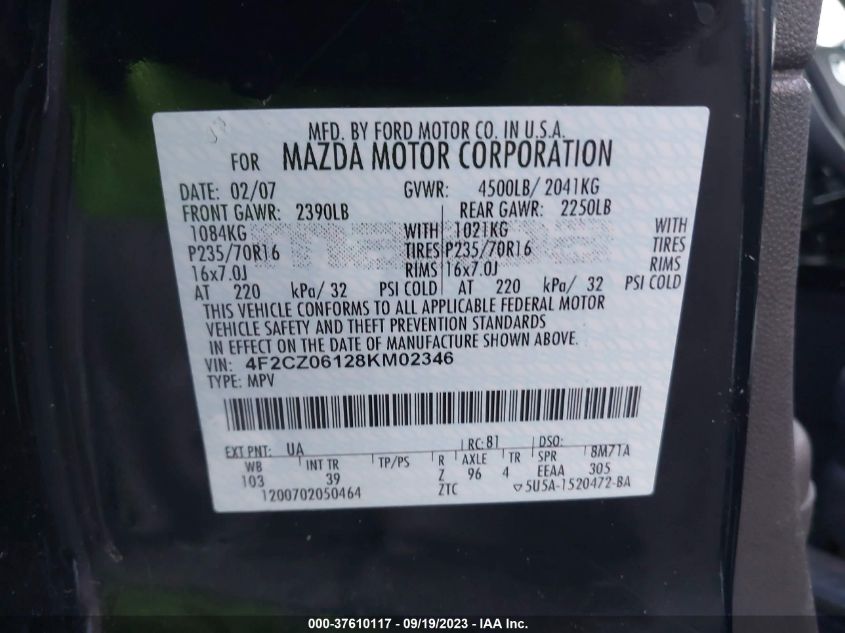 MFD. BY FORD MOTOR CO. IN U.S.A.
FOR MAZDA MOTOR CORPORATION
DATE: 02/07 GVWR: 4500LB/ 2041KG
FRONT GAWR: 2390LB REAR GAWR: 2250LB
1084KG WITH 1021KG WITH
P235/70R16 TIRES P235/70R16 TIRES
16x7.0J RIMS 16x7.0J RIMS
AT 220 kPa/ 32 PSI COLD AT 220 kPa/ 32 PSI COLD
THIS VEHICLE CONFORMS TO ALL APPLICABLE FEDERAL MOTOR
VEHICLE SAFETY AND THEFT PREVENTION STANDARDS
IN EFFECT ON THE DATE OF MANUFACTURE SHOWN ABOVE.
VIN: 4F2CZ06128KM02346
TYPE: MPV
EXT PNT: UA RC: 81 DSO:
WB INT TR TP/PS R AXLE TR SPR 8M71A
103 39 Z 96 4 EEAA 305
1200702050464 ZTC ▽5U5A-1520472-BA
000-37610117 - 09/19/2023 - IAA Inc.